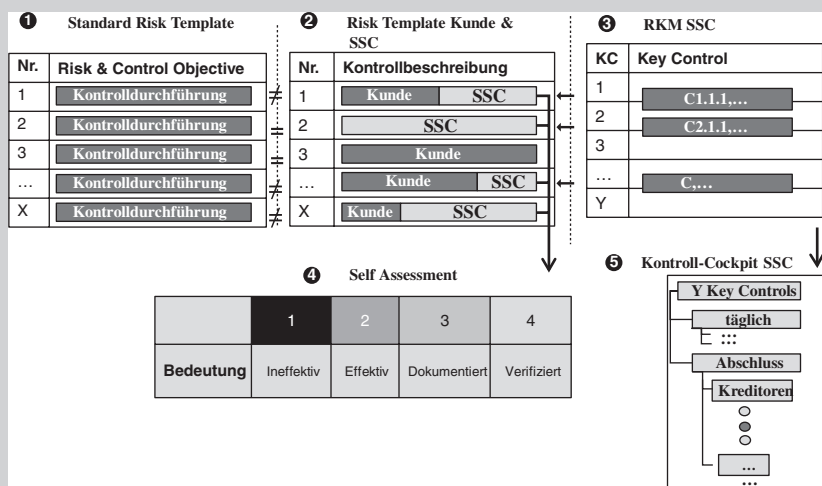 ❶ Standard Risk Template
Nr. Risk & Control Objective
1 Kontrolldurchführung ≠
2 Kontrolldurchführung =
3 Kontrolldurchführung =
... Kontrolldurchführung ≠
X Kontrolldurchführung ≠
❷ Risk Template Kunde &
SSC
Nr. Kontrollbeschreibung
1 Kunde SSC
2 SSC
3 Kunde
... Kunde SSC
X Kunde SSC
❸ RKM SSC
KC Key Control
1
C1.1.1,...
2
C2.1.1,...
3
...
C,...
Y
❹ Self Assessment
1 2 3 4
Bedeutung Ineffektiv Effektiv Dokumentiert Verifiziert
❺ Kontroll-Cockpit SSC
Y Key Controls
täglich
...
Abschluss
Kreditoren
...
...